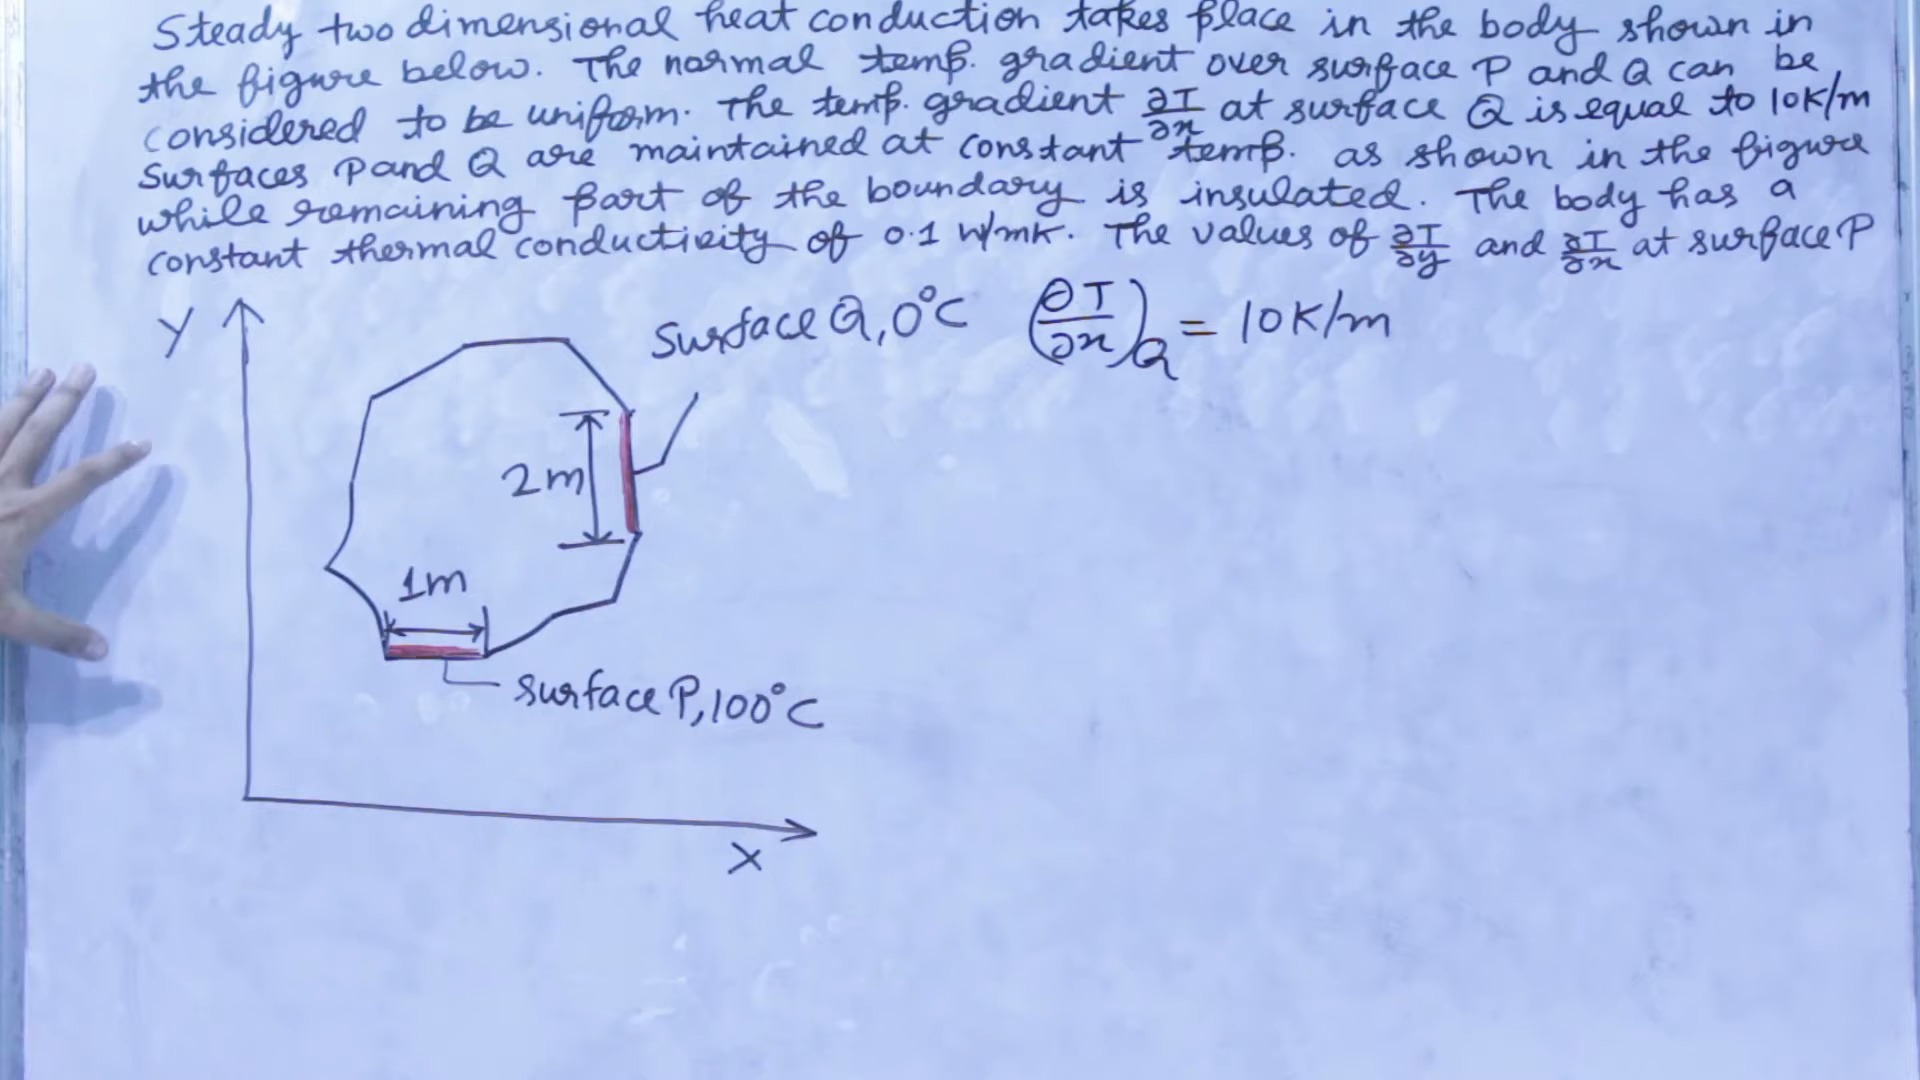 Steady two dimensional heat conduction takes place in the body shown in
the figure below. The normal temp. gradient over surface P and Q can be
considered to be uniform. The temp. gradient ∂T/∂x at surface Q is equal to 10K/m
Surfaces P and Q are maintained at constant temp. as shown in the figure
while remaining part of the boundary is insulated. The body has a
constant thermal conductivity of 0.1 W/mK. The values of ∂T/∂y and ∂T/∂x at surface P
Y
Surface Q, 0°C (∂T/∂x)Q = 10K/m
2m
1m
Surface P, 100°C
X